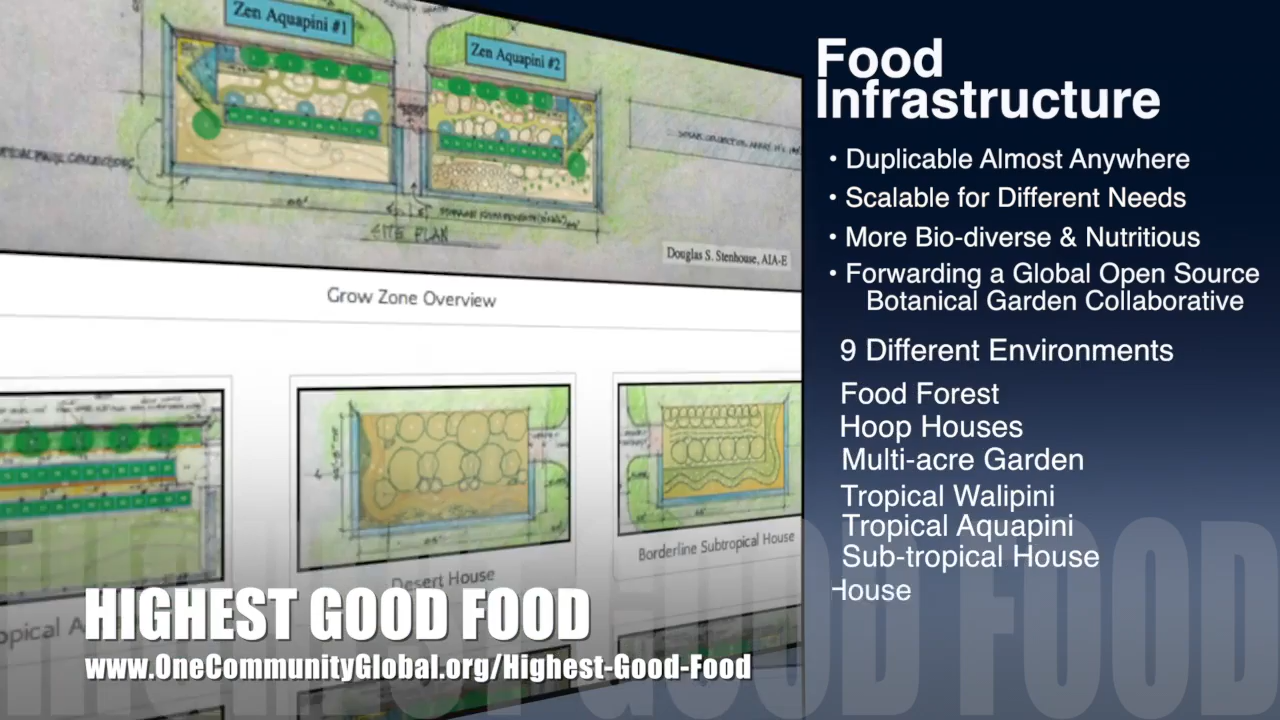 Zen Aquapini #1
Zen Aquapini #2
SITE PLAN
Douglas S. Stenhouse, AIA-E
Grow Zone Overview
Desert House
Borderline Subtropical House
HIGHEST GOOD FOOD
www.OneCommunityGlobal.org/Highest-Good-Food
Food
Infrastructure
• Duplicable Almost Anywhere
• Scalable for Different Needs
• More Bio-diverse & Nutritious
• Forwarding a Global Open Source
Botanical Garden Collaborative
9 Different Environments
Food Forest
Hoop Houses
Multi-acre Garden
Tropical Walipini
Tropical Aquapini
Sub-tropical House
House
HIGHEST GOOD FOOD